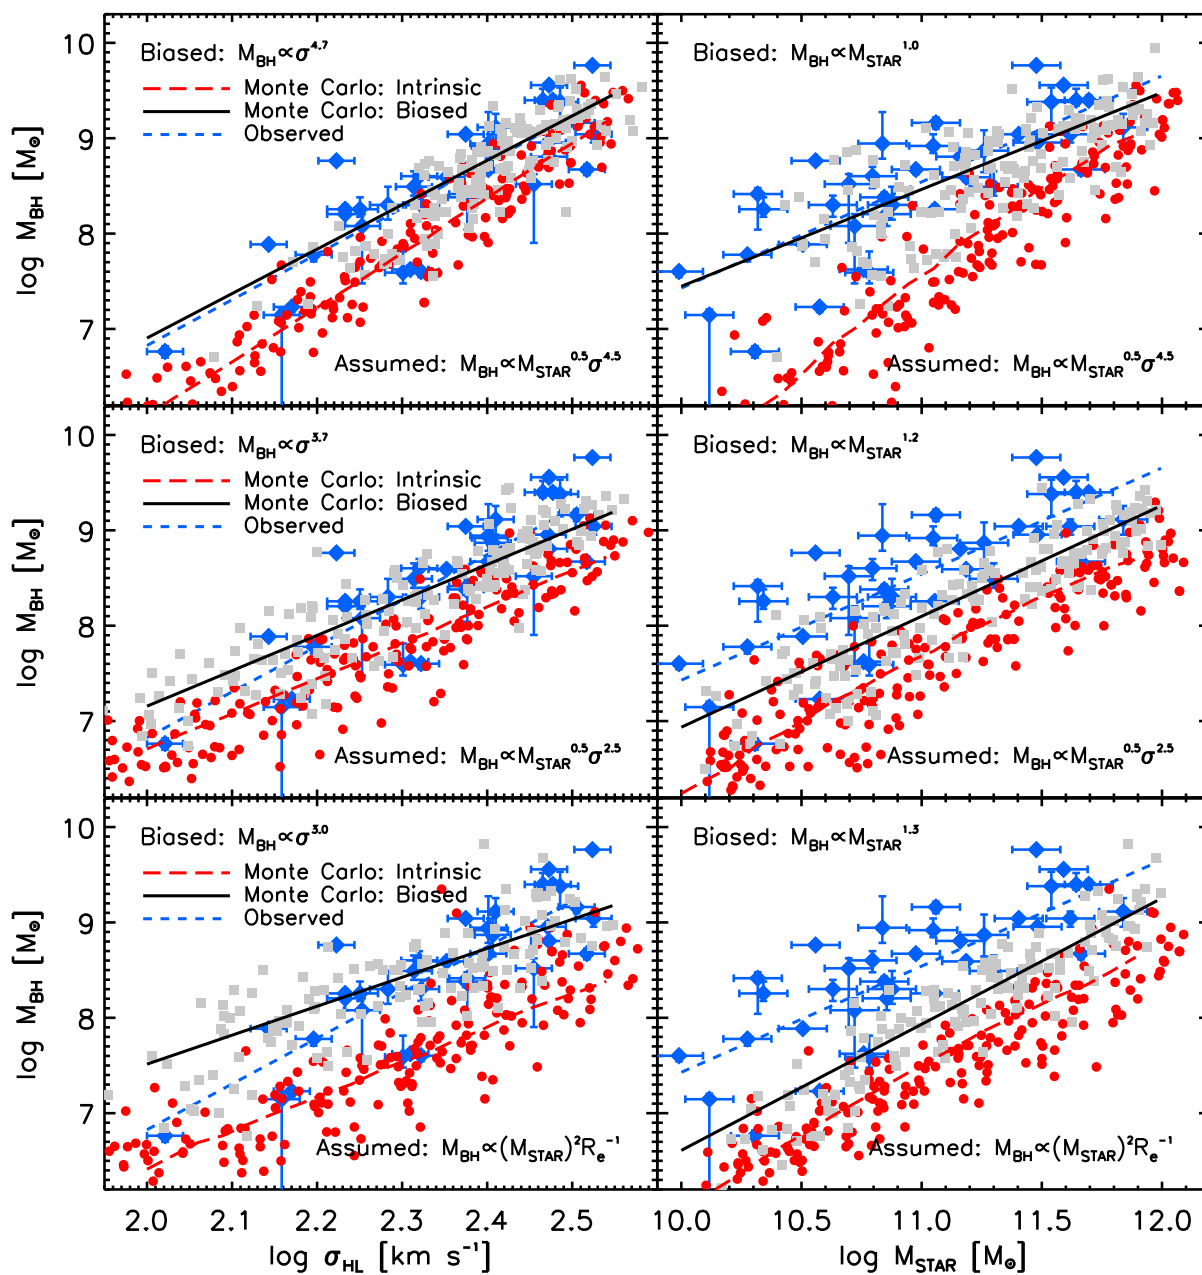 Biased: M_BH∝σ^4.7
Monte Carlo: Intrinsic
Monte Carlo: Biased
Observed
Assumed: M_BH∝M_STAR^0.5σ^4.5
10
9
8
7
log M_BH [M_⊙]
Biased: M_BH∝M_STAR^1.0
Assumed: M_BH∝M_STAR^0.5σ^4.5
Biased: M_BH∝σ^3.7
Monte Carlo: Intrinsic
Monte Carlo: Biased
Observed
Assumed: M_BH∝M_STAR^0.5σ^2.5
10
9
8
7
log M_BH [M_⊙]
Biased: M_BH∝M_STAR^1.2
Assumed: M_BH∝M_STAR^0.5σ^2.5
Biased: M_BH∝σ^3.0
Monte Carlo: Intrinsic
Monte Carlo: Biased
Observed
Assumed: M_BH∝(M_STAR)^2R_e^-1
10
9
8
7
log M_BH [M_⊙]
Biased: M_BH∝M_STAR^1.3
Assumed: M_BH∝(M_STAR)^2R_e^-1
2.0 2.1 2.2 2.3 2.4 2.5
log σ_HL [km s^-1]
10.0 10.5 11.0 11.5 12.0
log M_STAR [M_⊙]